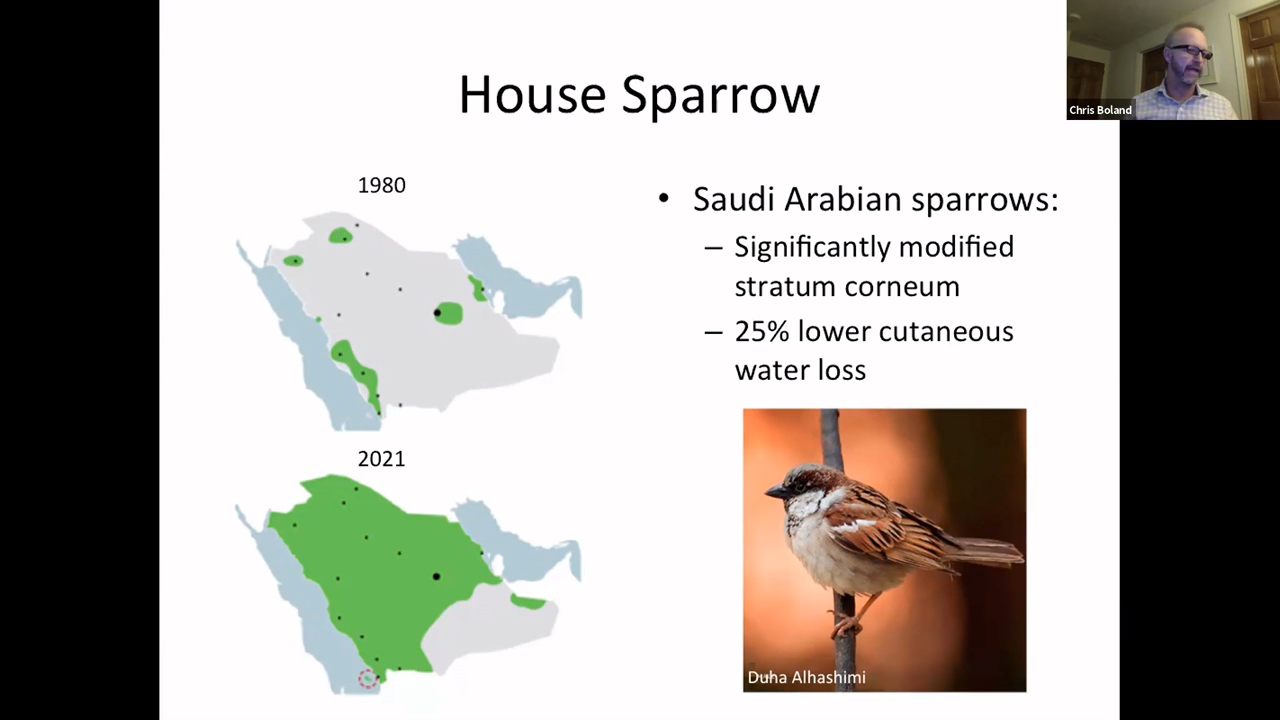 Chris Boland
House Sparrow
1980
2021
• Saudi Arabian sparrows:
– Significantly modified
stratum corneum
– 25% lower cutaneous
water loss
Duha Alhashimi